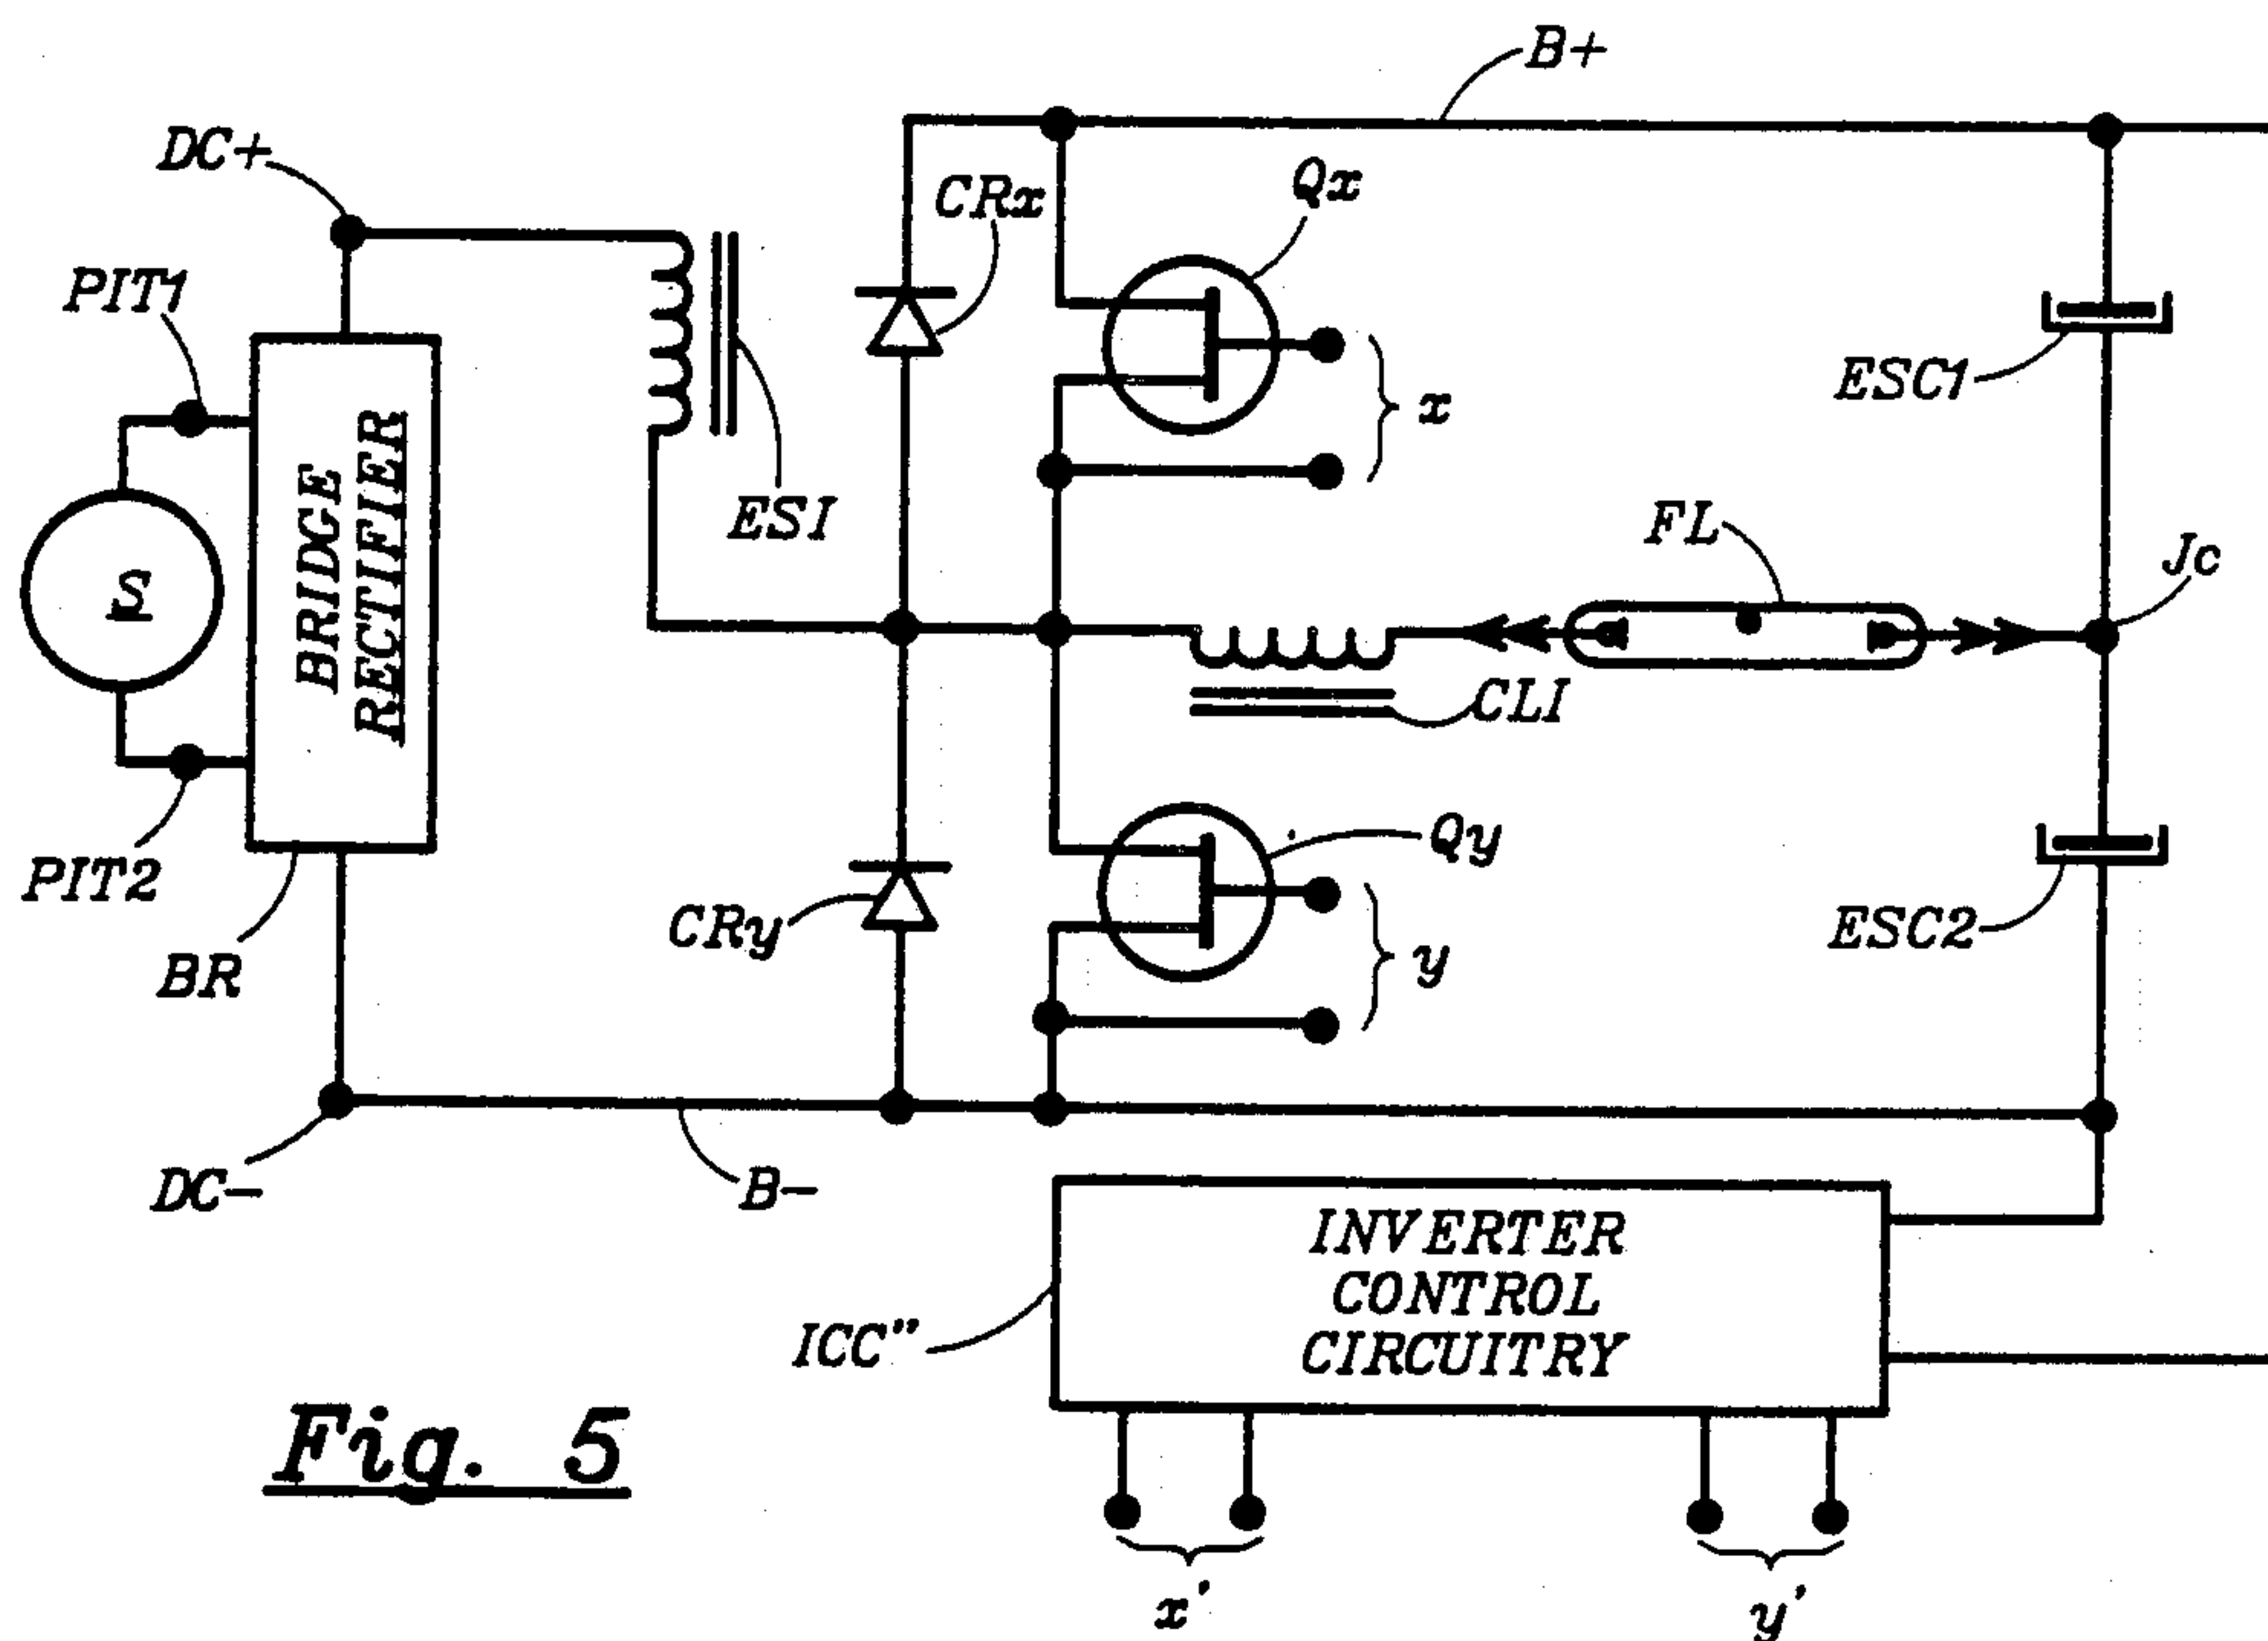 B+
DC+
CRx
Qx
PIT1
ESC1
x
BRIDGE
RECTIFIER
ESI
FL
Jc
S
CLI
Qy
PIT2
CRy
ESC2
y
BR
DC-
B-
INVERTER
CONTROL
CIRCUITRY
ICC"
Fig. 5
x'
y'